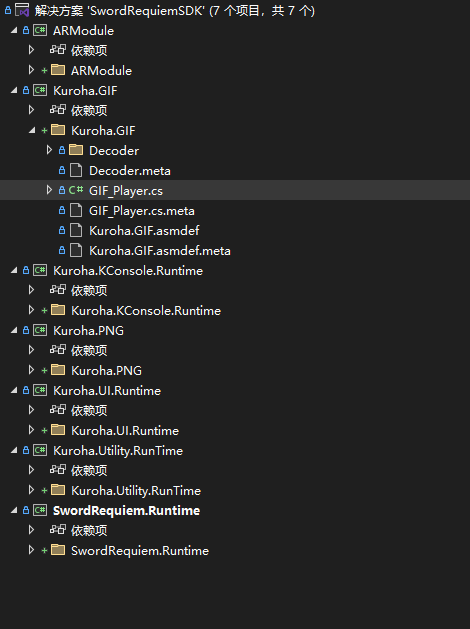 解决方案 'SwordRequiemSDK' (7 个项目，共 7 个)
ARModule
依赖项
ARModule
Kuroha.GIF
依赖项
Kuroha.GIF
Decoder
Decoder.meta
C# GIF_Player.cs
GIF_Player.cs.meta
Kuroha.GIF.asmdef
Kuroha.GIF.asmdef.meta
Kuroha.KConsole.Runtime
依赖项
Kuroha.KConsole.Runtime
Kuroha.PNG
依赖项
Kuroha.PNG
Kuroha.UI.Runtime
依赖项
Kuroha.UI.Runtime
Kuroha.Utility.RunTime
依赖项
Kuroha.Utility.RunTime
SwordRequiem.Runtime
依赖项
SwordRequiem.Runtime